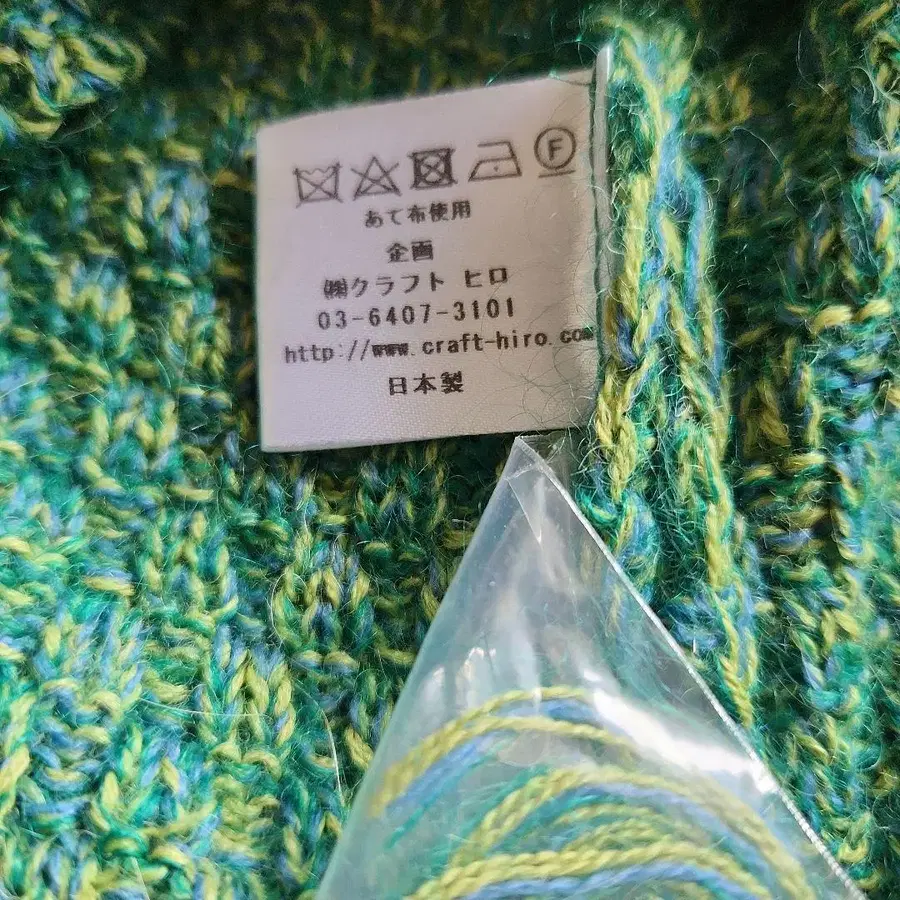 F
あて布使用
企画
㈱クラフト ヒロ
03-6407-3101
http://www.craft-hiro.com
日本製